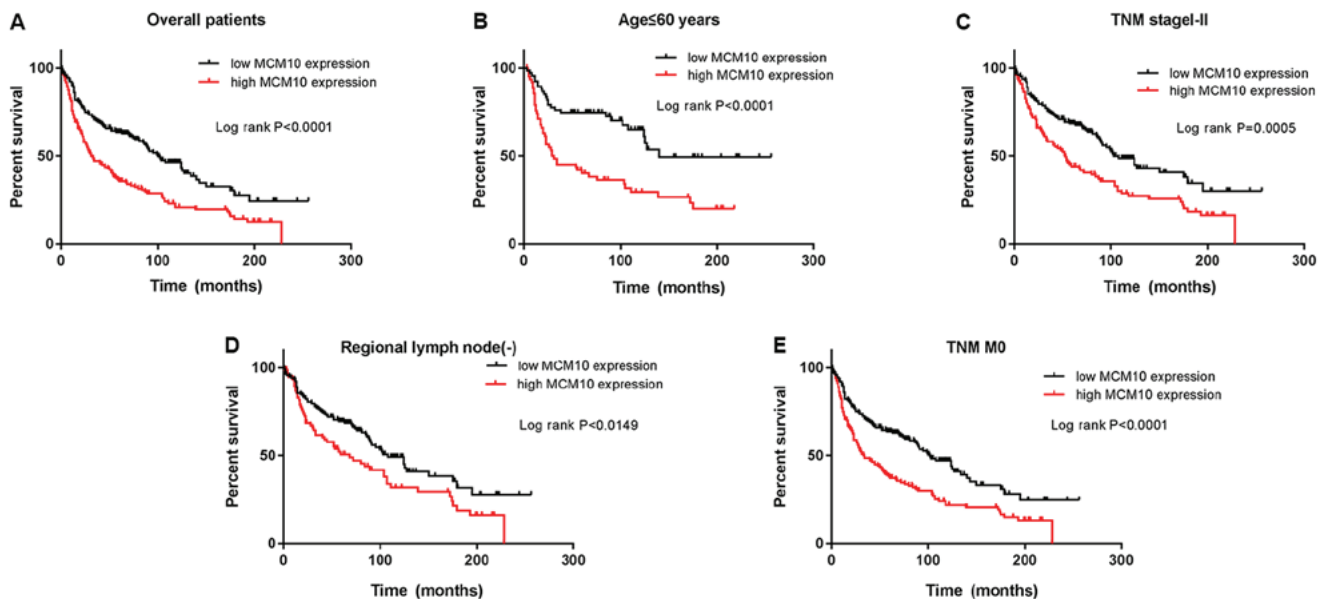 A
Overall patients
low MCM10 expression
high MCM10 expression
Log rank P<0.0001
Percent survival
100
50
0
0 100 200 300
Time (months)
B
Age≤60 years
low MCM10 expression
high MCM10 expression
Log rank P<0.0001
Percent survival
100
50
0
0 100 200 300
Time (months)
C
TNM stageI-II
low MCM10 expression
high MCM10 expression
Log rank P=0.0005
Percent survival
100
50
0
0 100 200 300
Time (months)
D
Regional lymph node(-)
low MCM10 expression
high MCM10 expression
Log rank P<0.0149
Percent survival
100
50
0
0 100 200 300
Time (months)
E
TNM M0
low MCM10 expression
high MCM10 expression
Log rank P<0.0001
Percent survival
100
50
0
0 100 200 300
Time (months)